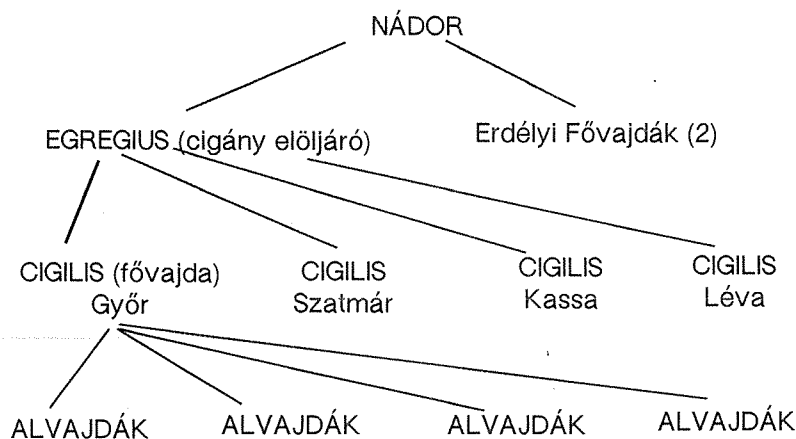 NÁDOR
EGREGIUS (cigány elöljáró)
Erdélyi Fővajdák (2)
CIGILIS (fővajda)
Győr
CIGILIS
Szatmár
CIGILIS
Kassa
CIGILIS
Léva
ALVAJDÁK
ALVAJDÁK
ALVAJDÁK
ALVAJDÁK